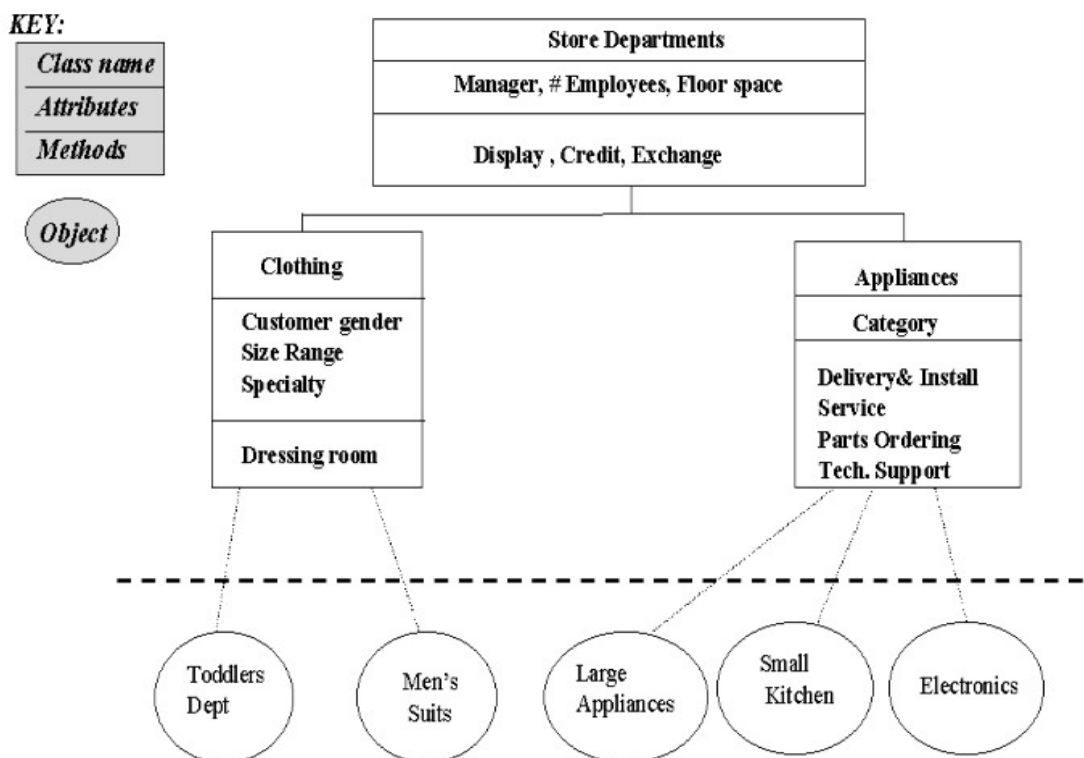 KEY:
Class name
Attributes
Methods
Object
Store Departments
Manager, # Employees, Floor space
Display , Credit, Exchange
Clothing
Customer gender
Size Range
Specialty
Dressing room
Appliances
Category
Delivery& Install
Service
Parts Ordering
Tech. Support
Toddlers
Dept
Men's
Suits
Large
Appliances
Small
Kitchen
Electronics